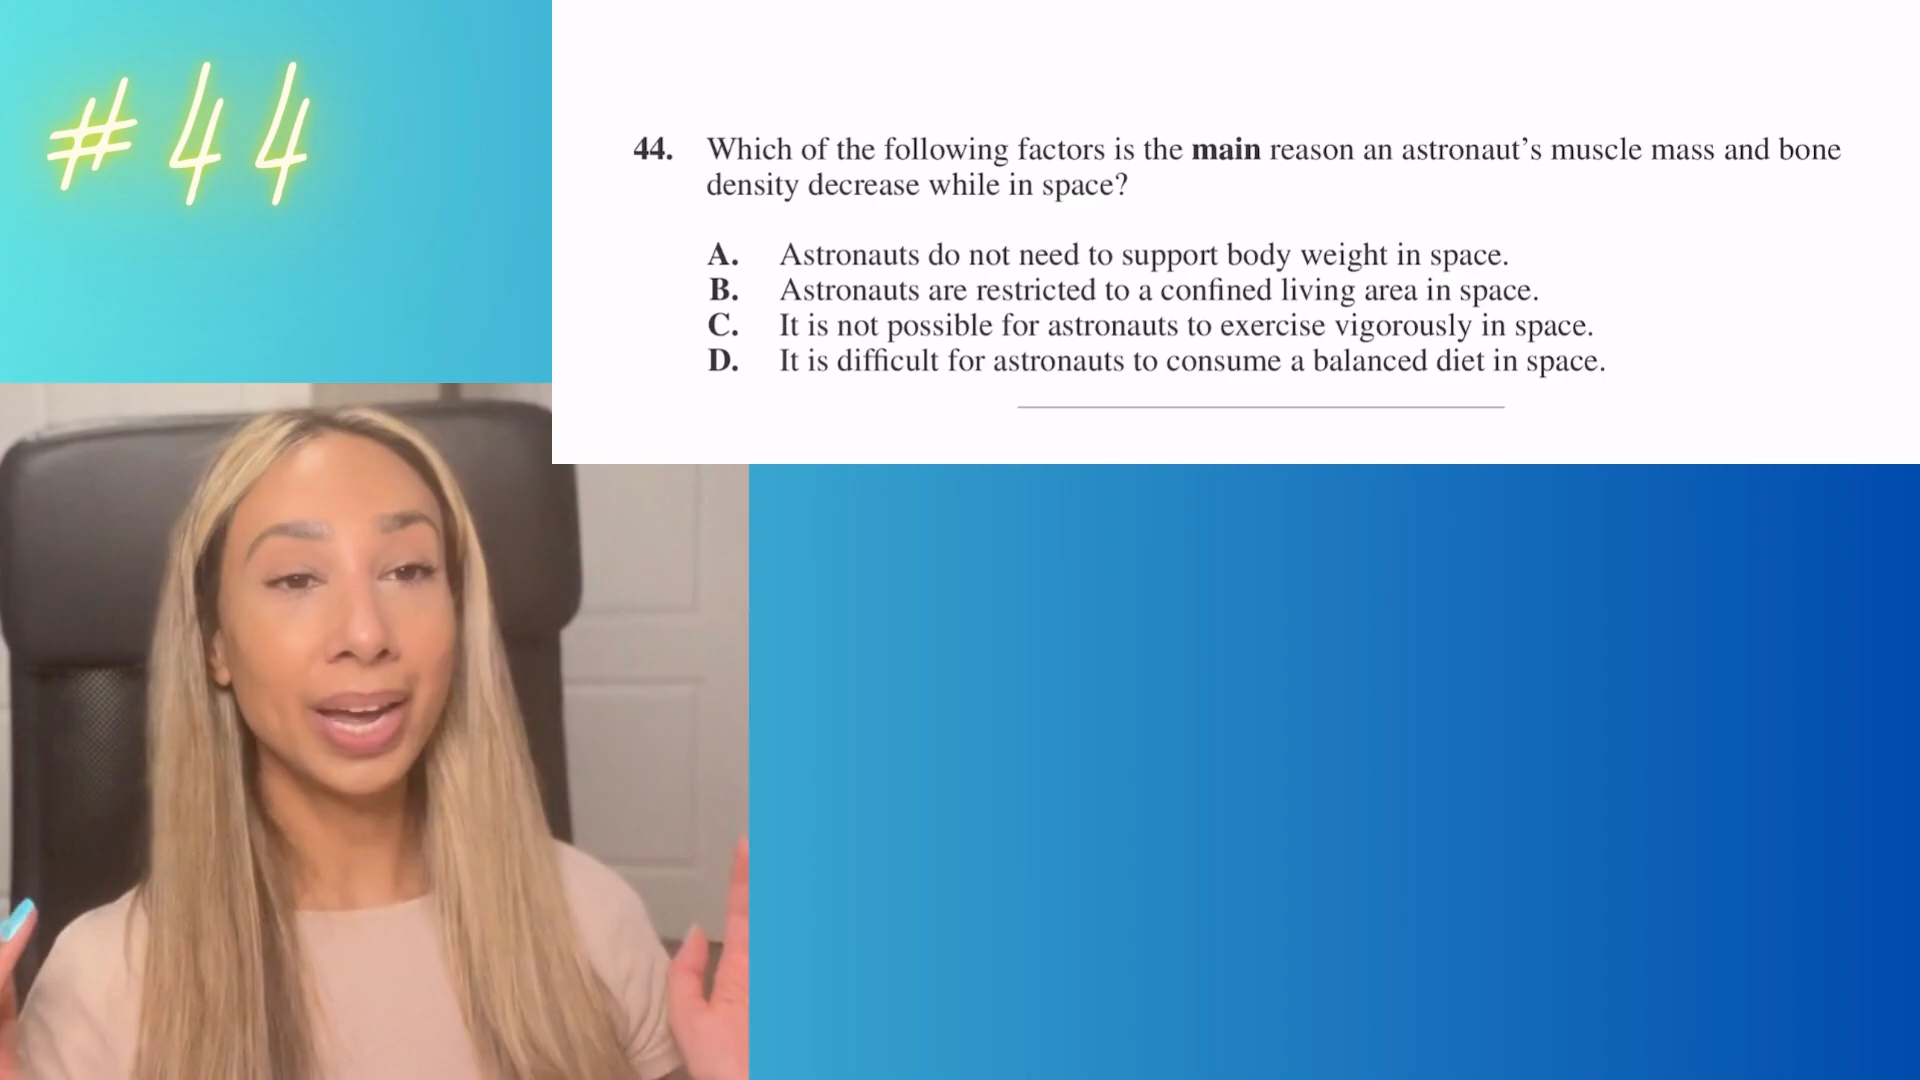 #44
44. Which of the following factors is the main reason an astronaut's muscle mass and bone
density decrease while in space?
A. Astronauts do not need to support body weight in space.
B. Astronauts are restricted to a confined living area in space.
C. It is not possible for astronauts to exercise vigorously in space.
D. It is difficult for astronauts to consume a balanced diet in space.